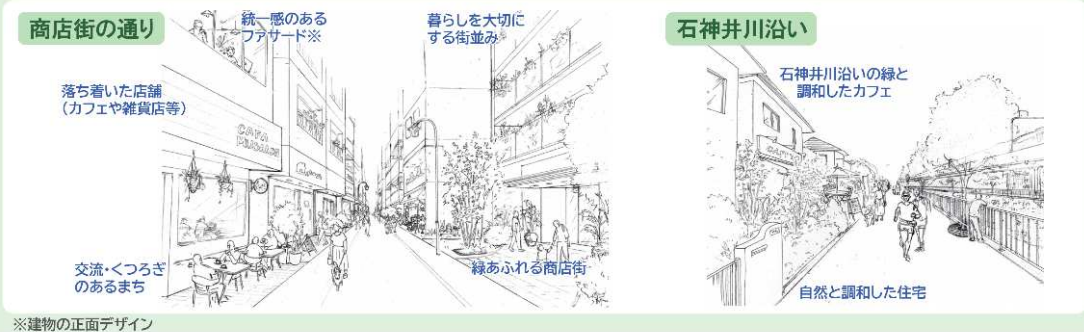 商店街の通り
統一感のある
ファサード※
暮らしを大切に
する街並み
落ち着いた店舗
（カフェや雑貨店等）
交流・くつろぎ
のあるまち
緑あふれる商店街
石神井川沿い
石神井川沿いの緑と
調和したカフェ
自然と調和した住宅
※建物の正面デザイン